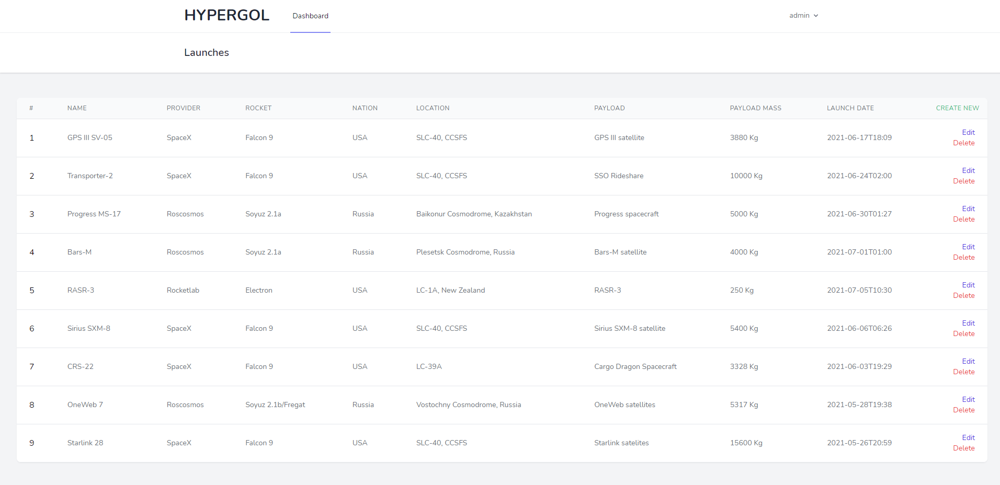 HYPERGOL Dashboard admin
Launches
# NAME PROVIDER ROCKET NATION LOCATION PAYLOAD PAYLOAD MASS LAUNCH DATE CREATE NEW
1 GPS III SV-05 SpaceX Falcon 9 USA SLC-40, CCSFS GPS III satellite 3880 Kg 2021-06-17T18:09 Edit
Delete
2 Transporter-2 SpaceX Falcon 9 USA SLC-40, CCSFS SSO Rideshare 10000 Kg 2021-06-24T02:00 Edit
Delete
3 Progress MS-17 Roscosmos Soyuz 2.1a Russia Baikonur Cosmodrome, Kazakhstan Progress spacecraft 5000 Kg 2021-06-30T01:27 Edit
Delete
4 Bars-M Roscosmos Soyuz 2.1a Russia Plesetsk Cosmodrome, Russia Bars-M satellite 4000 Kg 2021-07-01T01:00 Edit
Delete
5 RASR-3 Rocketlab Electron USA LC-1A, New Zealand RASR-3 250 Kg 2021-07-05T10:30 Edit
Delete
6 Sirius SXM-8 SpaceX Falcon 9 USA SLC-40, CCSFS Sirius SXM-8 satellite 5400 Kg 2021-06-06T06:26 Edit
Delete
7 CRS-22 SpaceX Falcon 9 USA LC-39A Cargo Dragon Spacecraft 3328 Kg 2021-06-03T19:29 Edit
Delete
8 OneWeb 7 Roscosmos Soyuz 2.1b/Fregat Russia Vostochny Cosmodrome, Russia OneWeb satellites 5317 Kg 2021-05-28T19:38 Edit
Delete
9 Starlink 28 SpaceX Falcon 9 USA SLC-40, CCSFS Starlink satelites 15600 Kg 2021-05-26T20:59 Edit
Delete